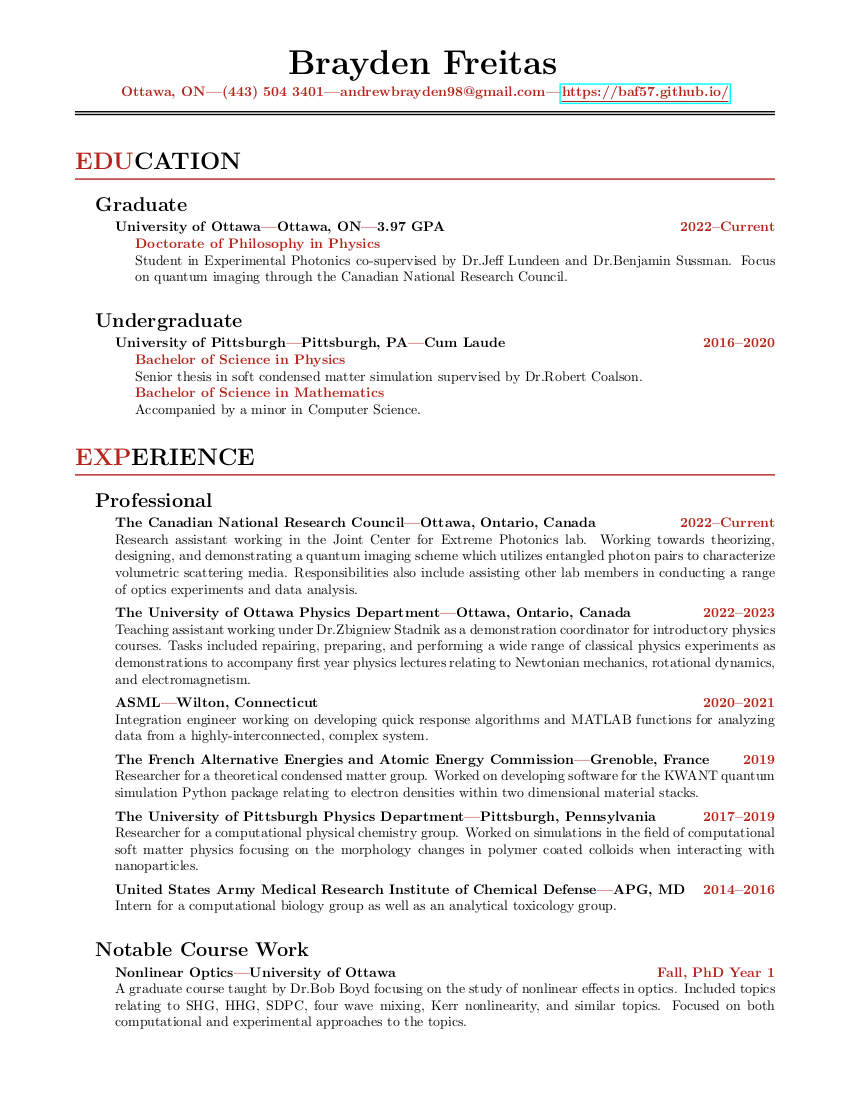 Brayden Freitas
Ottawa, ON—(443) 504 3401—andrewbrayden98@gmail.com—https://baf57.github.io/
EDUCATION
Graduate
University of Ottawa—Ottawa, ON—3.97 GPA 2022–Current
Doctorate of Philosophy in Physics
Student in Experimental Photonics co-supervised by Dr.Jeff Lundeen and Dr.Benjamin Sussman. Focus
on quantum imaging through the Canadian National Research Council.
Undergraduate
University of Pittsburgh—Pittsburgh, PA—Cum Laude 2016–2020
Bachelor of Science in Physics
Senior thesis in soft condensed matter simulation supervised by Dr.Robert Coalson.
Bachelor of Science in Mathematics
Accompanied by a minor in Computer Science.
EXPERIENCE
Professional
The Canadian National Research Council—Ottawa, Ontario, Canada 2022–Current
Research assistant working in the Joint Center for Extreme Photonics lab. Working towards theorizing,
designing, and demonstrating a quantum imaging scheme which utilizes entangled photon pairs to characterize
volumetric scattering media. Responsibilities also include assisting other lab members in conducting a range
of optics experiments and data analysis.
The University of Ottawa Physics Department—Ottawa, Ontario, Canada 2022–2023
Teaching assistant working under Dr.Zbigniew Stadnik as a demonstration coordinator for introductory physics
courses. Tasks included repairing, preparing, and performing a wide range of classical physics experiments as
demonstrations to accompany first year physics lectures relating to Newtonian mechanics, rotational dynamics,
and electromagnetism.
ASML—Wilton, Connecticut 2020–2021
Integration engineer working on developing quick response algorithms and MATLAB functions for analyzing
data from a highly-interconnected, complex system.
The French Alternative Energies and Atomic Energy Commission—Grenoble, France 2019
Researcher for a theoretical condensed matter group. Worked on developing software for the KWANT quantum
simulation Python package relating to electron densities within two dimensional material stacks.
The University of Pittsburgh Physics Department—Pittsburgh, Pennsylvania 2017–2019
Researcher for a computational physical chemistry group. Worked on simulations in the field of computational
soft matter physics focusing on the morphology changes in polymer coated colloids when interacting with
nanoparticles.
United States Army Medical Research Institute of Chemical Defense—APG, MD 2014–2016
Intern for a computational biology group as well as an analytical toxicology group.
Notable Course Work
Nonlinear Optics—University of Ottawa Fall, PhD Year 1
A graduate course taught by Dr.Bob Boyd focusing on the study of nonlinear effects in optics. Included topics
relating to SHG, HHG, SDPC, four wave mixing, Kerr nonlinearity, and similar topics. Focused on both
computational and experimental approaches to the topics.